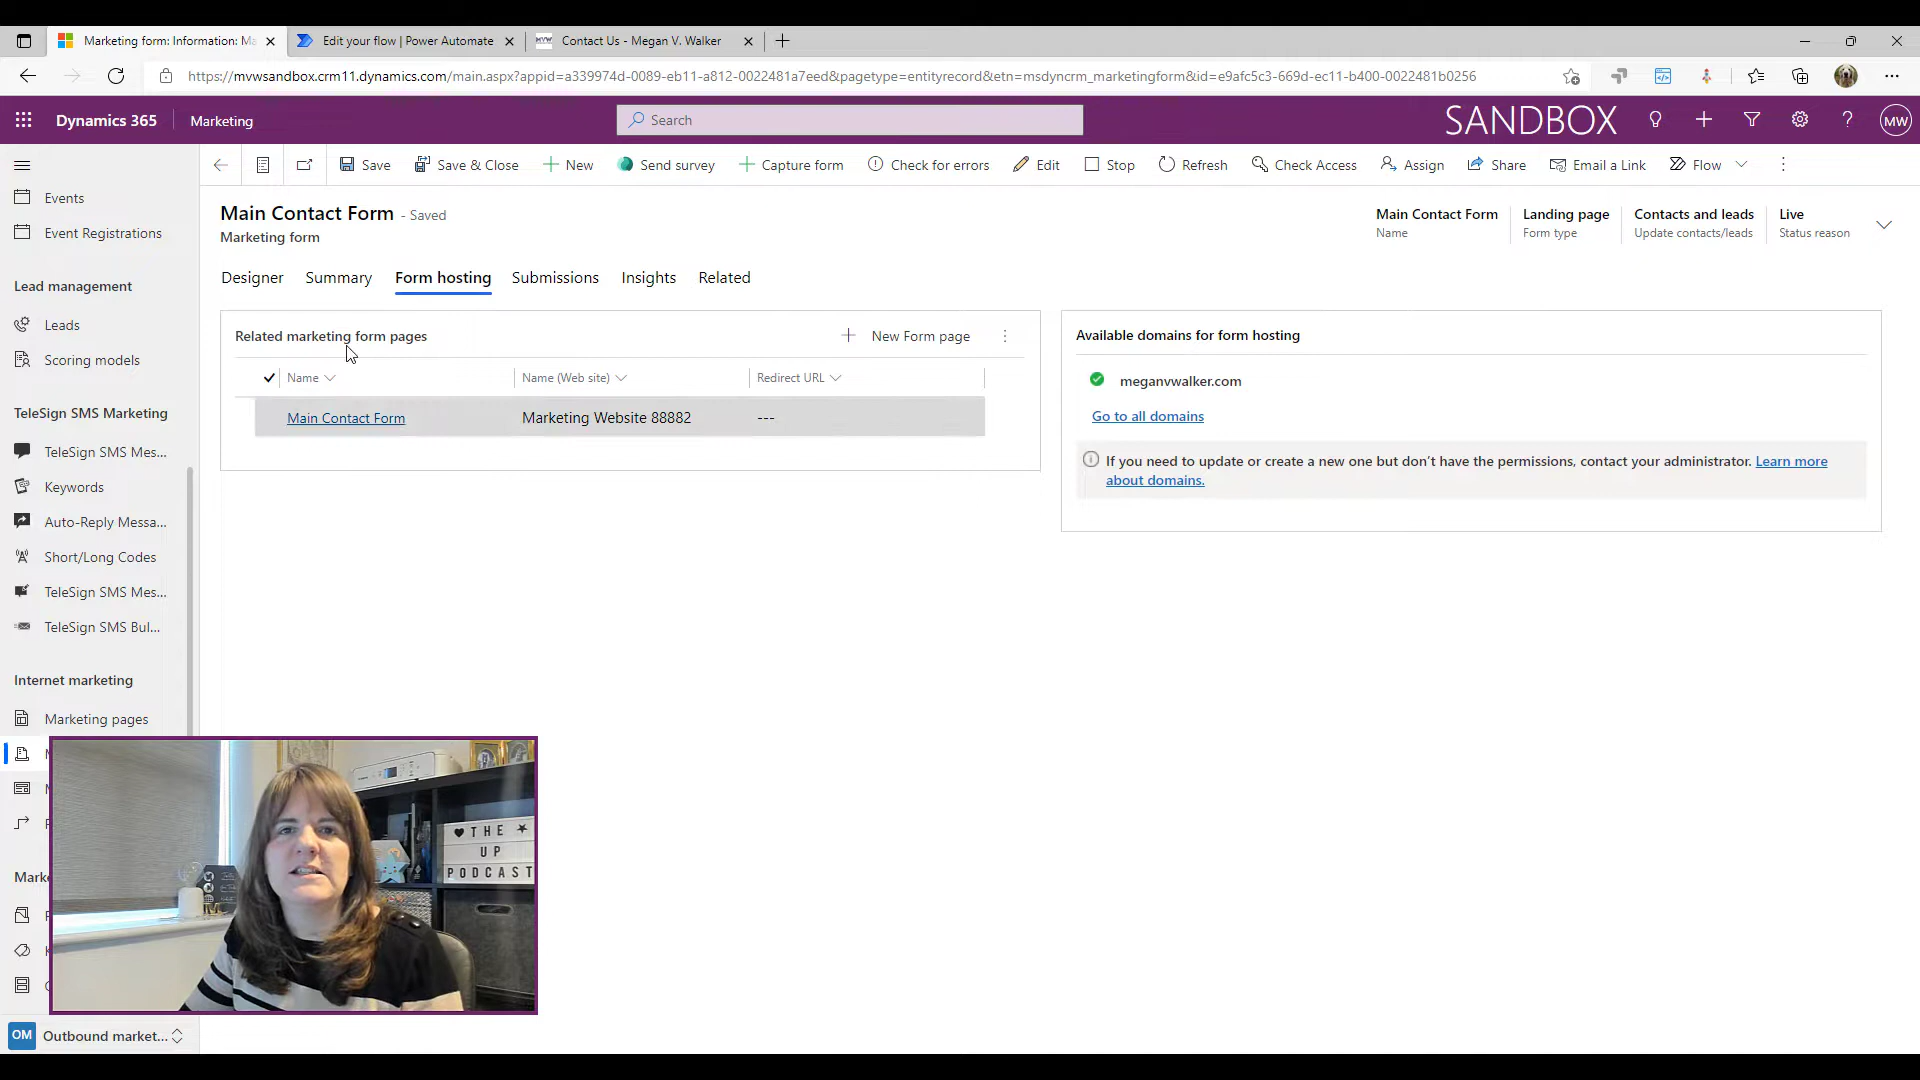 Marketing form: Information: Ma
Edit your flow | Power Automate
Contact Us - Megan V. Walker
https://mvwsandbox.crm11.dynamics.com/main.aspx?appid=a339974d-0089-eb11-a812-0022481a7eed&pagetype=entityrecord&etn=msdyncrm_marketingform&id=e9afc5c3-669d-ec11-b400-0022481b0256
Dynamics 365
Marketing
Search
SANDBOX
MW
Save
Save & Close
New
Send survey
Capture form
Check for errors
Edit
Stop
Refresh
Check Access
Assign
Share
Email a Link
Flow
Events
Event Registrations
Lead management
Leads
Scoring models
TeleSign SMS Marketing
TeleSign SMS Mes...
Keywords
Auto-Reply Messa...
Short/Long Codes
TeleSign SMS Mes...
TeleSign SMS Bul...
Internet marketing
Marketing pages
Mark
OM
Outbound market...
Main Contact Form - Saved
Marketing form
Main Contact Form
Name
Landing page
Form type
Contacts and leads
Update contacts/leads
Live
Status reason
Designer
Summary
Form hosting
Submissions
Insights
Related
Related marketing form pages
New Form page
Name
Name (Web site)
Redirect URL
Main Contact Form
Marketing Website 88882
---
Available domains for form hosting
meganvwalker.com
Go to all domains
If you need to update or create a new one but don't have the permissions, contact your administrator. Learn more
about domains.
THE
UP
PODCAST